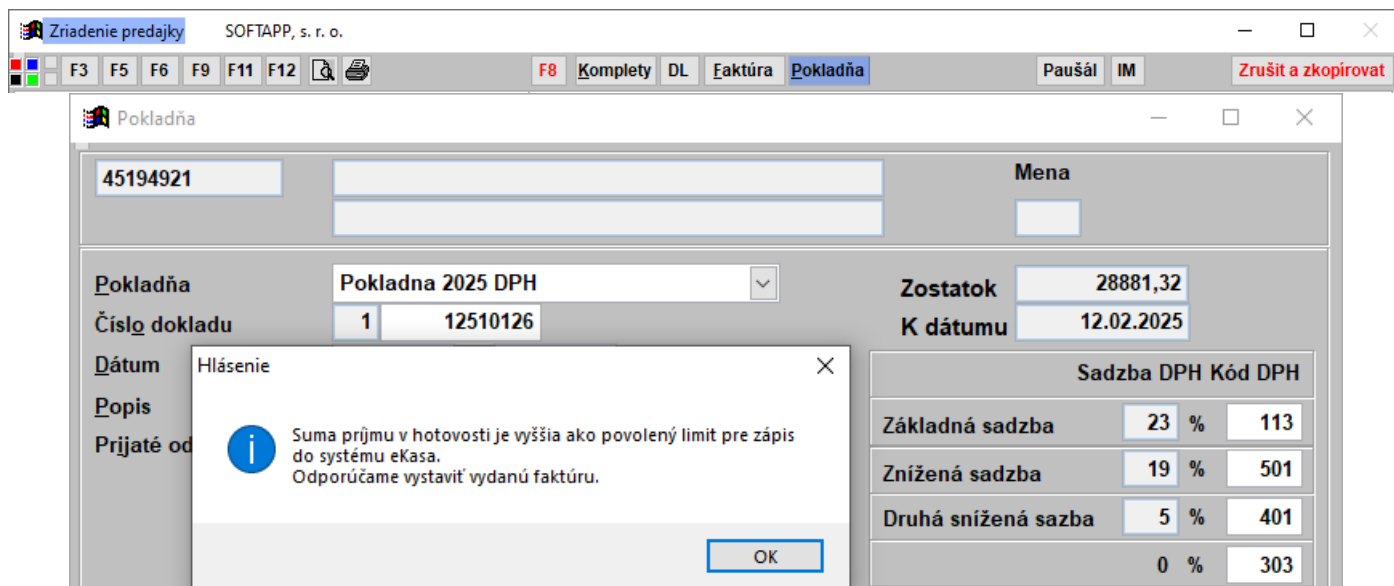 Zriadenie predajky SOFTAPP, s. r. o.
F3 F5 F6 F9 F11 F12 F8 Komplety DL Faktúra Pokladňa Paušál IM Zrušit a zkopírovat
Pokladňa
45194921 Mena
Pokladňa Pokladna 2025 DPH Zostatok 28881,32
Číslo dokladu 1 12510126 K dátumu 12.02.2025
Dátum
Popis
Prijaté od
Hlásenie
Suma príjmu v hotovosti je vyššia ako povolený limit pre zápis
do systému eKasa.
Odporúčame vystaviť vydanú faktúru.
OK
Sadzba DPH Kód DPH
Základná sadzba 23 % 113
Znížená sadzba 19 % 501
Druhá snížená sazba 5 % 401
0 % 303